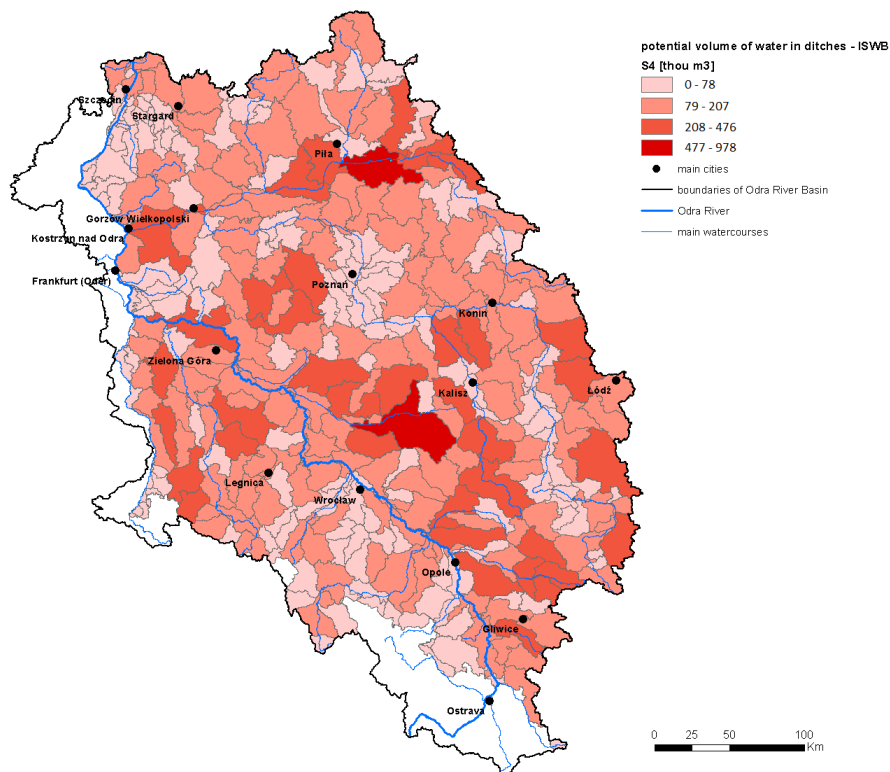 potential volume of water in ditches - ISWB
S4 [thou m3]
0 - 78
79 - 207
208 - 476
477 - 978
main cities
boundaries of Odra River Basin
Odra River
main watercourses
Szczecin
Stargard
Piła
Gorzów Wielkopolski
Kostrzyn nad Odrą
Frankfurt (Oder)
Poznań
Konin
Zielona Góra
Kalisz
Łódź
Legnica
Wrocław
Opole
Gliwice
Ostrava
0 25 50 100
Km